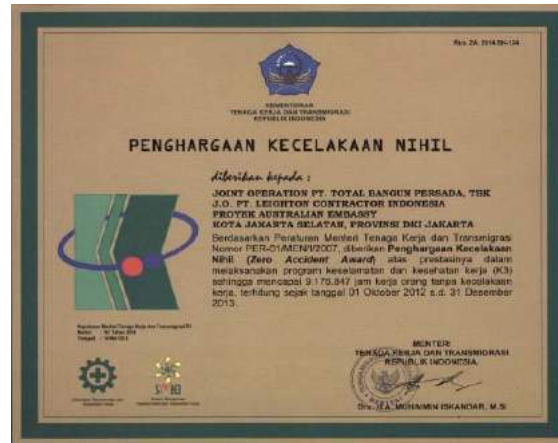 KEMENTERIAN
TENAGA KERJA DAN TRANSMIGRASI
REPUBLIK INDONESIA
PENGHARGAAN KECELAKAAN NIHIL
diberikan kepada :
JOINT OPERATION PT. TOTAL BANGUN PERSADA, TBK
J.O. PT. LEIGHTON CONTRACTOR INDONESIA
PROYEK AUSTRALIAN EMBASSY
KOTA JAKARTA SELATAN, PROVINSI DKI JAKARTA
Berdasarkan Peraturan Menteri Tenaga Kerja dan Transmigrasi
Nomor PER-01/MEN/I/2007, diberikan Penghargaan Kecelakaan
Nihil (Zero Accident Award) atas prestasinya dalam
melaksanakan program keselamatan dan kesehatan kerja (K3)
sehingga mencapai 9.176.847 jam kerja orang tanpa kecelakaan
kerja, terhitung sejak tanggal 01 Oktober 2012 s.d. 31 Desember
2013.
MENTERI
TENAGA KERJA DAN TRANSMIGRASI
REPUBLIK INDONESIA,
MUHAIMIN ISKANDAR, M.Si